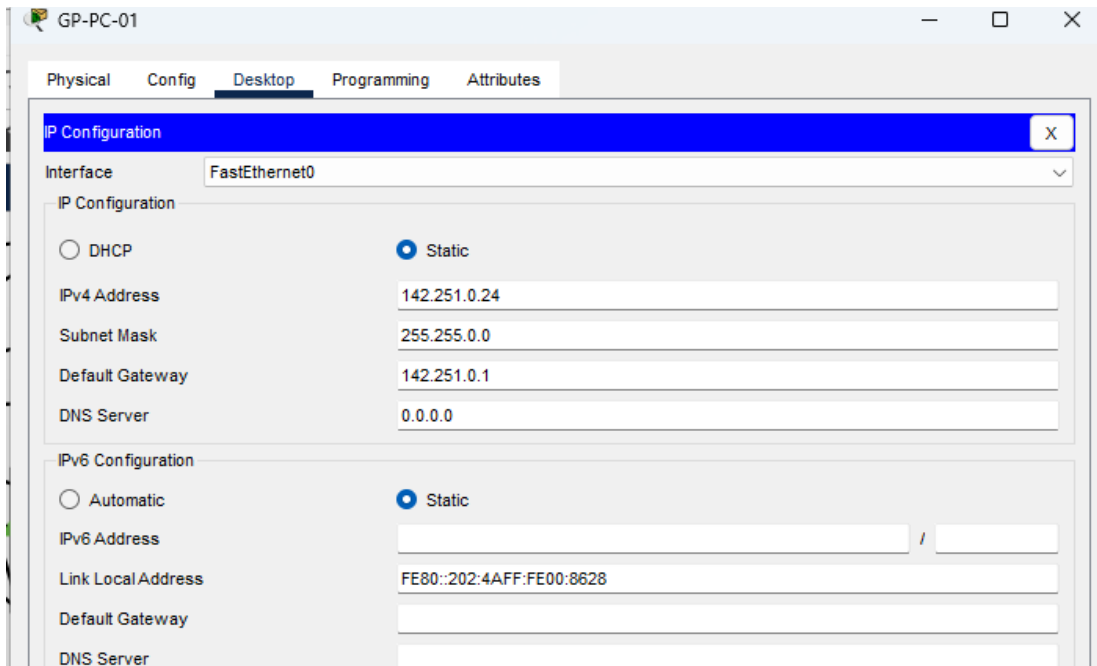 GP-PC-01
Physical Config Desktop Programming Attributes
IP Configuration X
Interface FastEthernet0
IP Configuration
DHCP Static
IPv4 Address 142.251.0.24
Subnet Mask 255.255.0.0
Default Gateway 142.251.0.1
DNS Server 0.0.0.0
IPv6 Configuration
Automatic Static
IPv6 Address /
Link Local Address FE80::202:4AFF:FE00:8628
Default Gateway
DNS Server